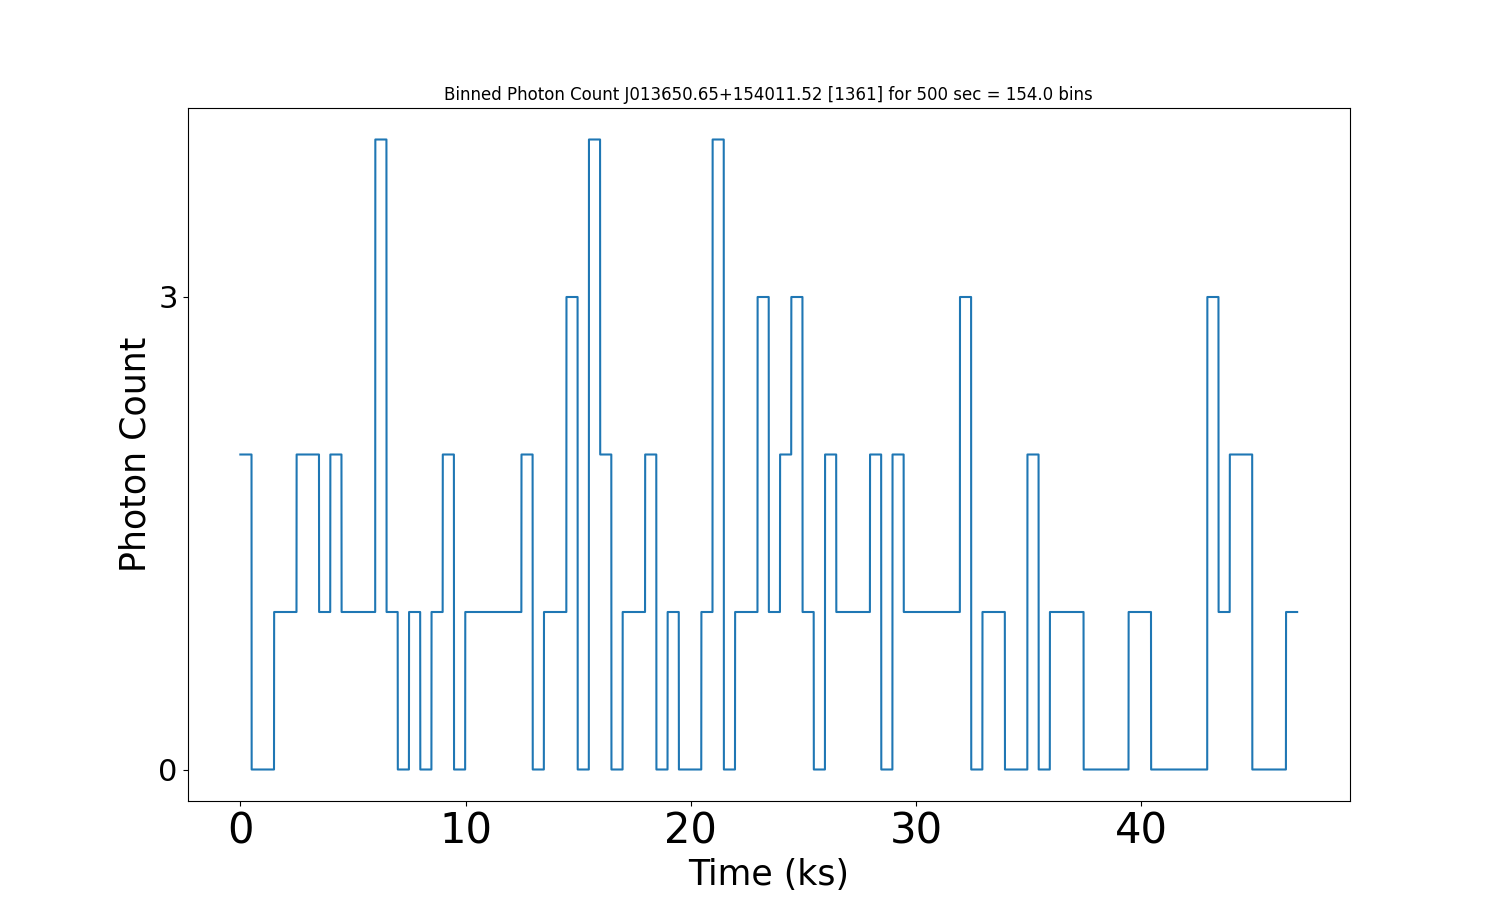 Binned Photon Count J013650.65+154011.52 [1361] for 500 sec = 154.0 bins
Photon Count
3
0
0 10 20 30 40
Time (ks)